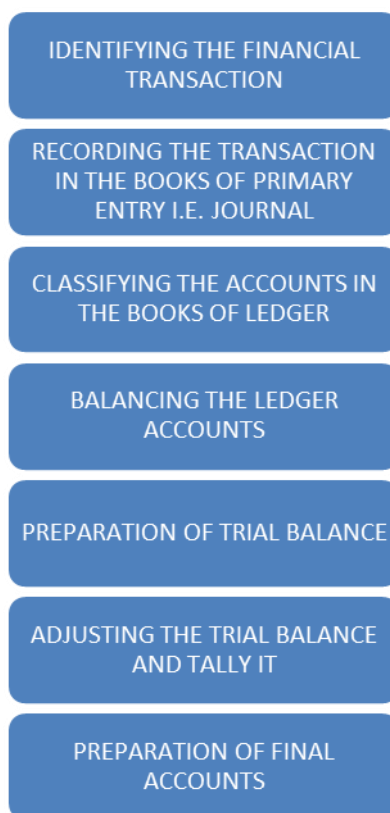 IDENTIFYING THE FINANCIAL
TRANSACTION
RECORDING THE TRANSACTION
IN THE BOOKS OF PRIMARY
ENTRY I.E. JOURNAL
CLASSIFYING THE ACCOUNTS IN
THE BOOKS OF LEDGER
BALANCING THE LEDGER
ACCOUNTS
PREPARATION OF TRIAL BALANCE
ADJUSTING THE TRIAL BALANCE
AND TALLY IT
PREPARATION OF FINAL
ACCOUNTS